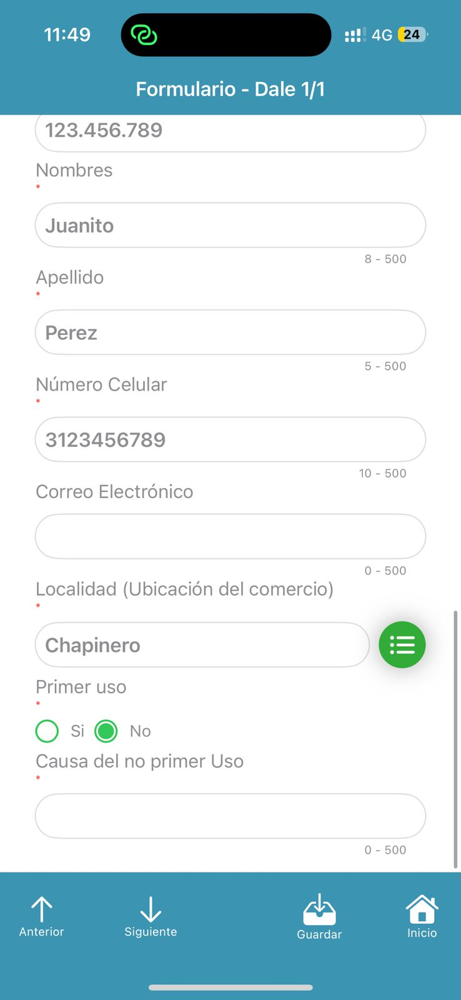 11:49
4G 24
Formulario - Dale 1/1
123.456.789
Nombres
*
Juanito
8 - 500
Apellido
*
Perez
5 - 500
Número Celular
*
3123456789
10 - 500
Correo Electrónico
0 - 500
Localidad (Ubicación del comercio)
*
Chapinero
Primer uso
*
Si No
Causa del no primer Uso
*
0 - 500
Anterior Siguiente Guardar Inicio